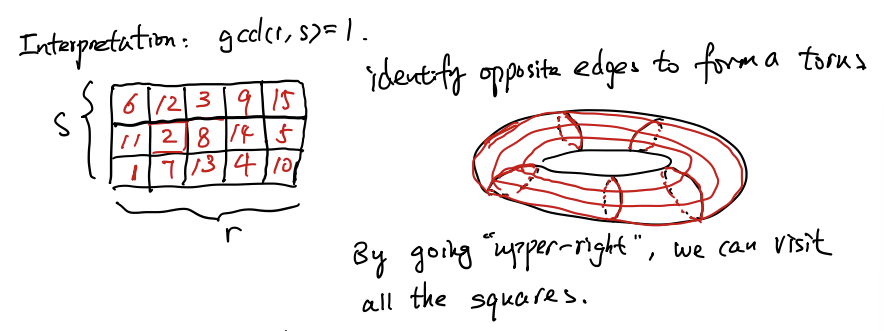 Interpretation: gcd(r, s) = 1.
identify opposite edges to form a torus
S
6 12 3 9 15
11 2 8 14 5
1 7 13 4 10
r
By going "upper-right", we can visit
all the squares.